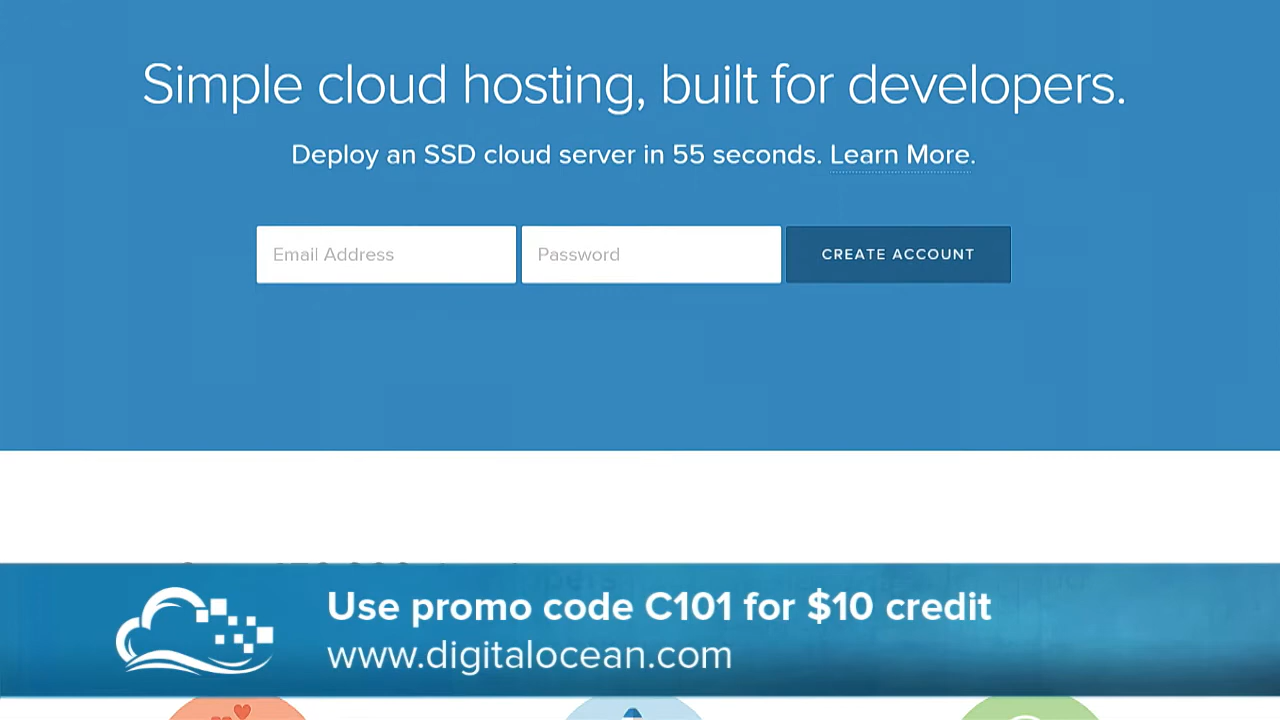 Simple cloud hosting, built for developers.
Deploy an SSD cloud server in 55 seconds. Learn More.
Email Address
Password
CREATE ACCOUNT
Use promo code C101 for $10 credit
www.digitalocean.com